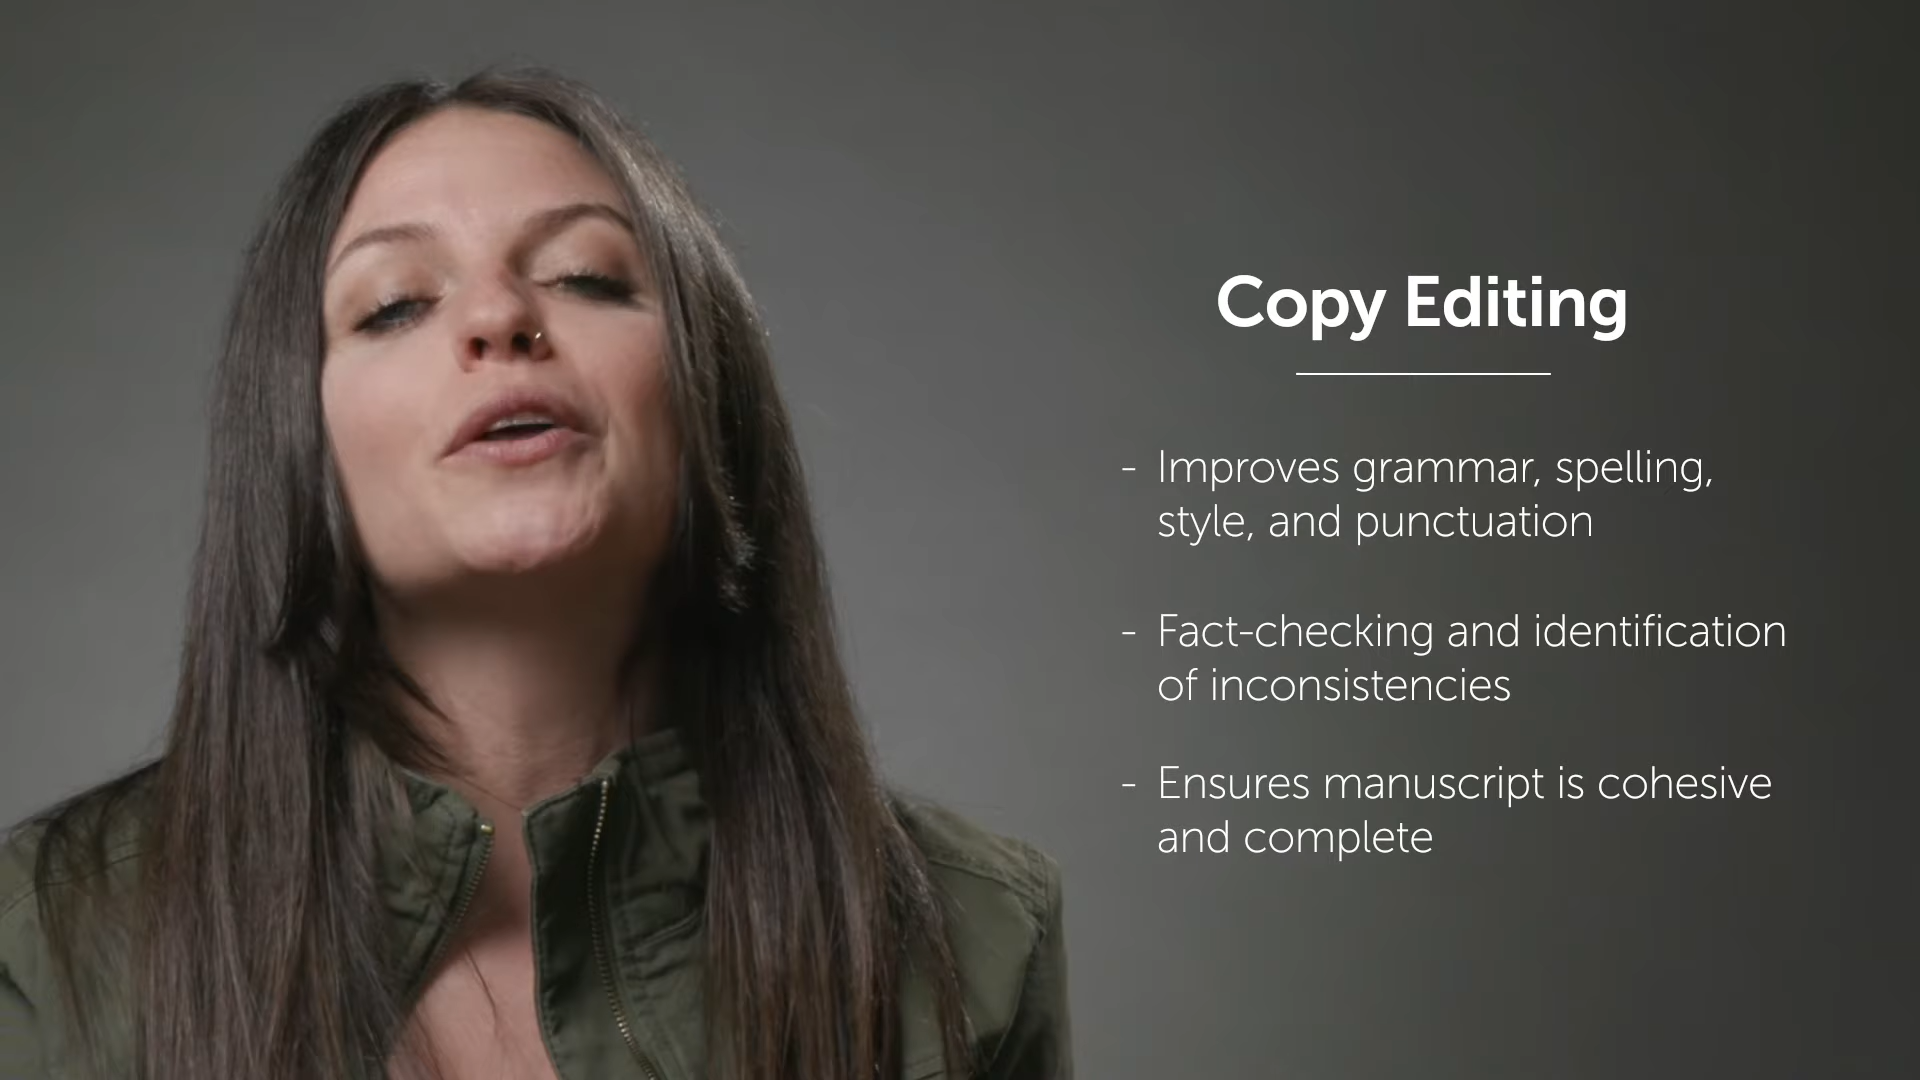 Copy Editing
- Improves grammar, spelling,
style, and punctuation
- Fact-checking and identification
of inconsistencies
- Ensures manuscript is cohesive
and complete